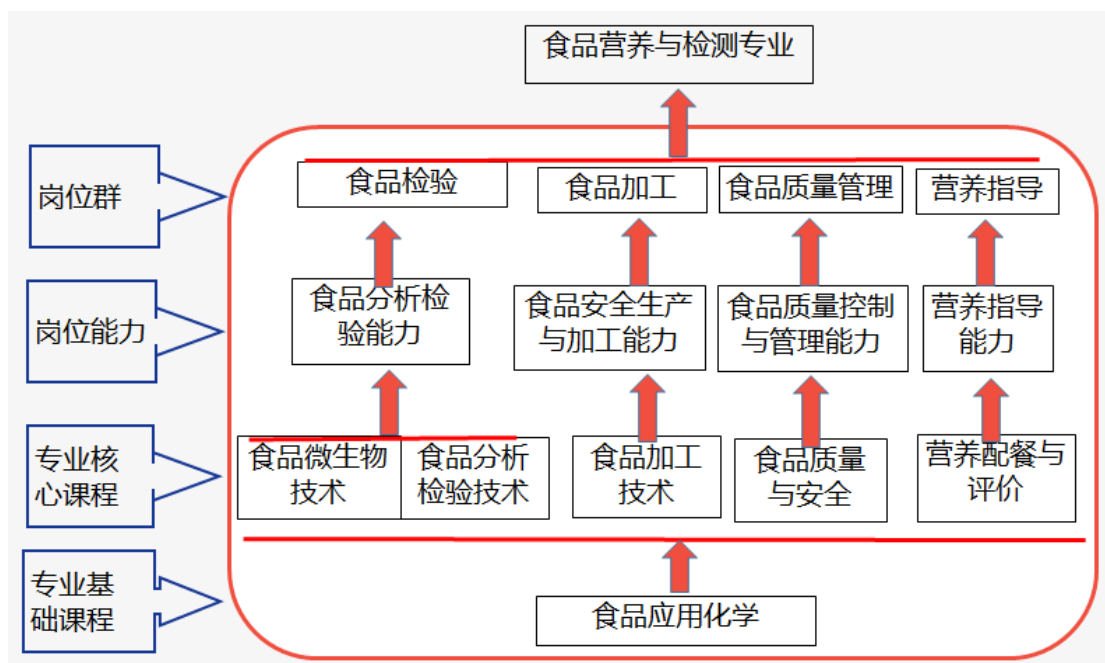 食品营养与检测专业
岗位群
食品检验
食品加工
食品质量管理
营养指导
岗位能力
食品分析检
验能力
食品安全生产
与加工能力
食品质量控制
与管理能力
营养指导
能力
专业核
心课程
食品微生物
技术
食品分析
检验技术
食品加工
技术
食品质量
与安全
营养配餐与
评价
专业基
础课程
食品应用化学